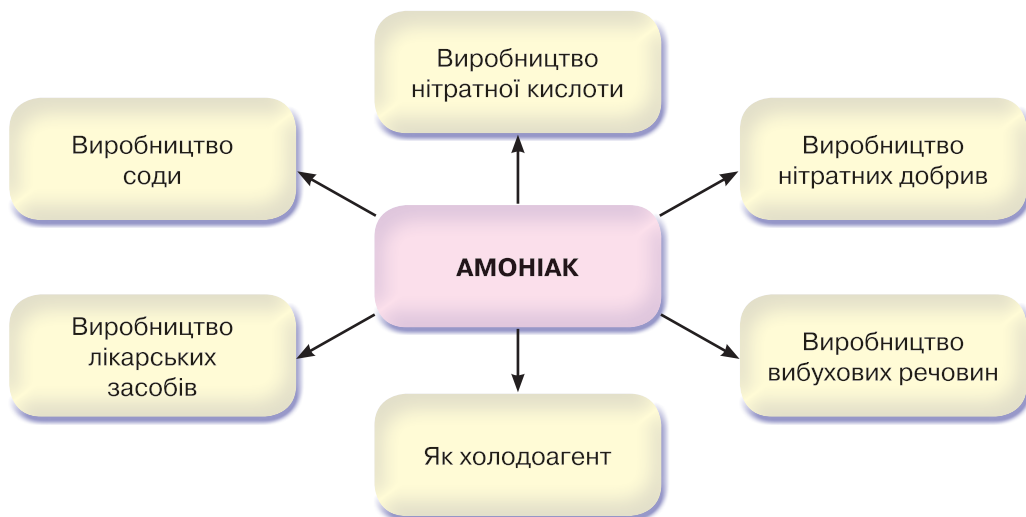 Виробництво
нітратної кислоти
Виробництво
соди
Виробництво
нітратних добрив
АМОНІАК
Виробництво
лікарських
засобів
Виробництво
вибухових речовин
Як холодоагент